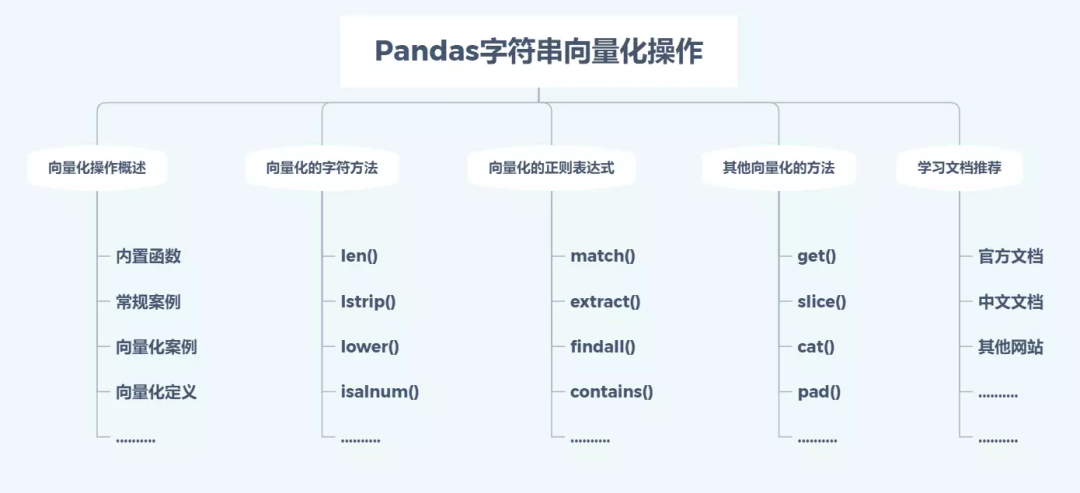 Pandas字符串向量化操作
向量化操作概述
内置函数
常规案例
向量化案例
向量化定义
..........
向量化的字符方法
len()
lstrip()
lower()
isalnum()
..........
向量化的正则表达式
match()
extract()
findall()
contains()
..........
其他向量化的方法
get()
slice()
cat()
pad()
..........
学习文档推荐
官方文档
中文文档
其他网站
..........
..........